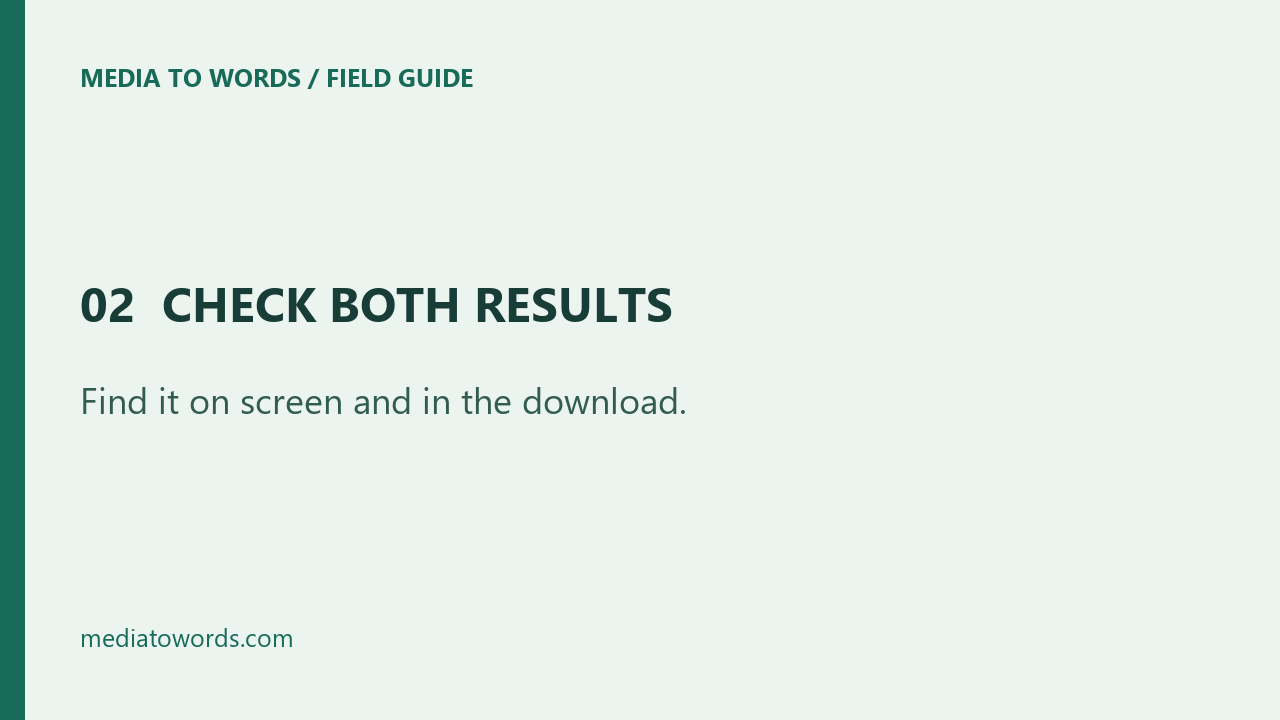 MEDIA TO WORDS / FIELD GUIDE
02 CHECK BOTH RESULTS
Find it on screen and in the download.
mediatowords.com